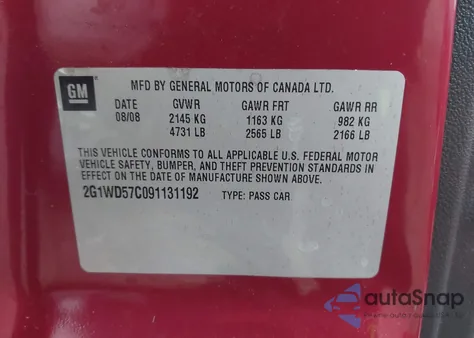 GM
MFD BY GENERAL MOTORS OF CANADA LTD.
DATE GVWR GAWR FRT GAWR RR
08/08 2145 KG 1163 KG 982 KG
4731 LB 2565 LB 2166 LB
THIS VEHICLE CONFORMS TO ALL APPLICABLE U.S. FEDERAL MOTOR
VEHICLE SAFETY, BUMPER, AND THEFT PREVENTION STANDARDS IN
EFFECT ON THE DATE OF MANUFACTURE SHOWN ABOVE.
2G1WD57C091131192 TYPE: PASS CAR
autoSnap